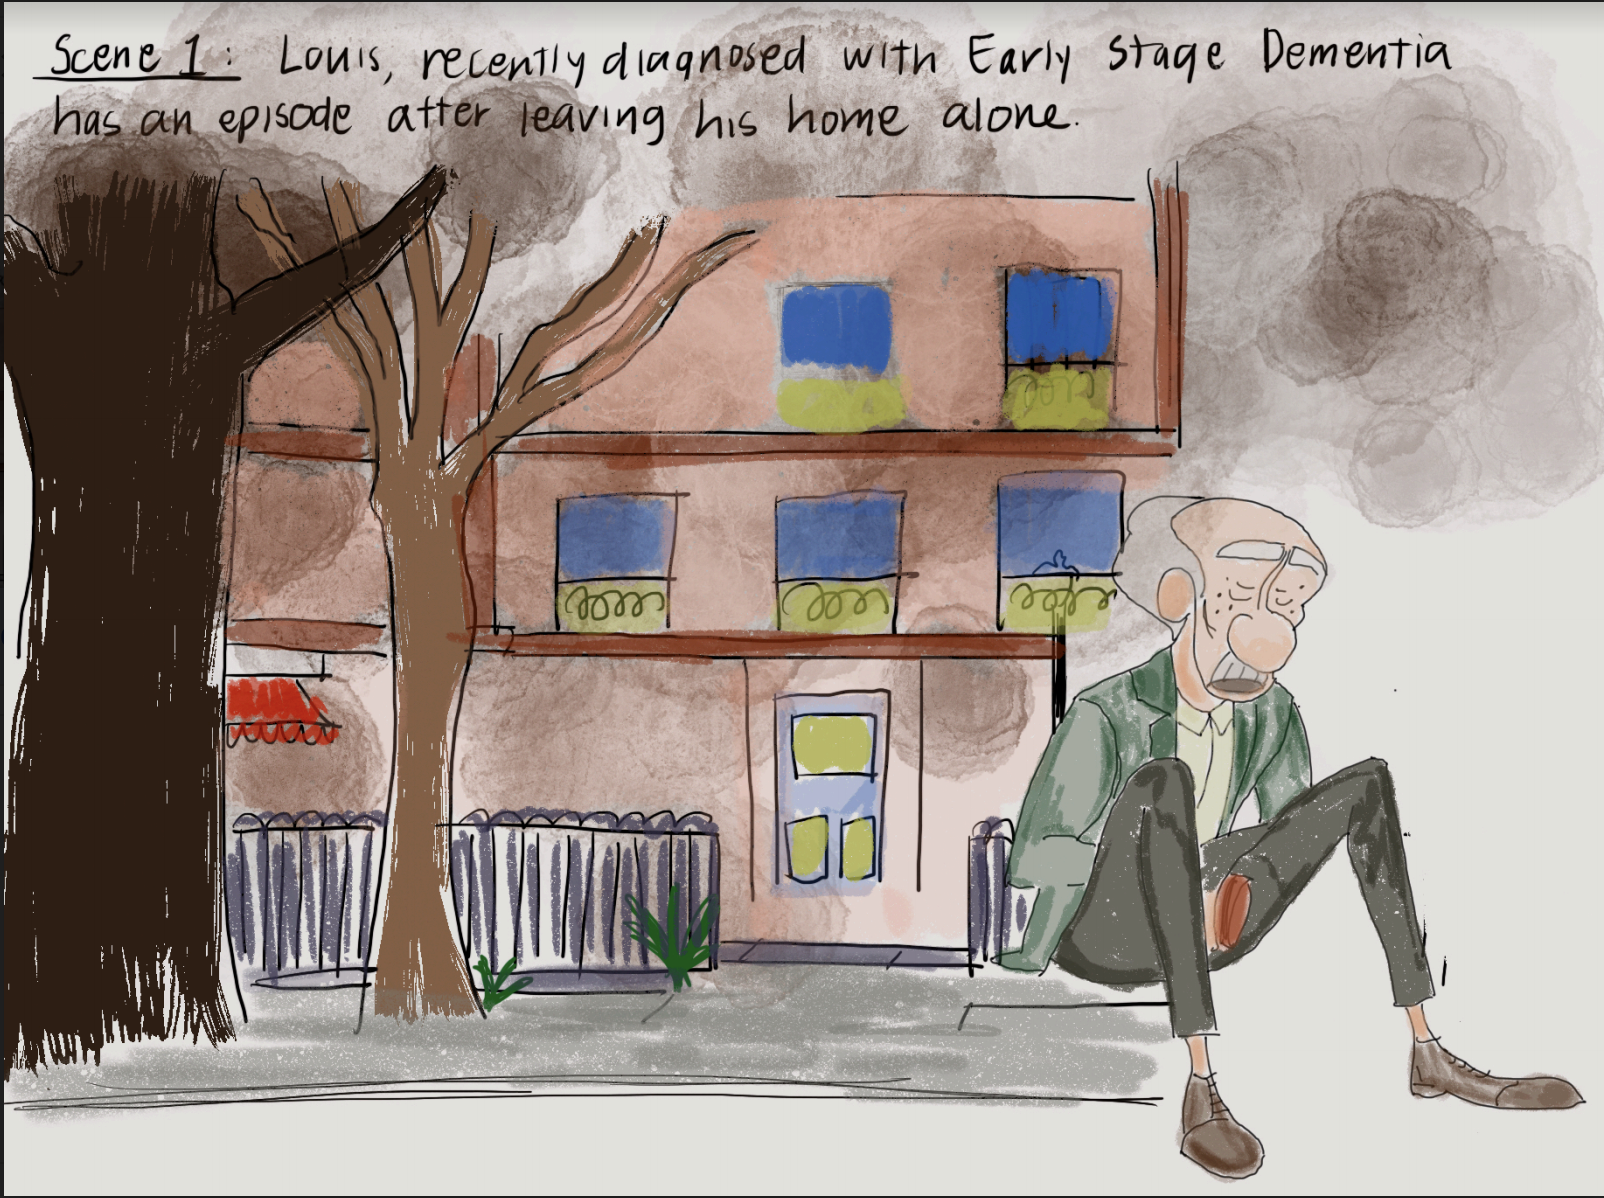 Scene 1: Louis, recently diagnosed with Early Stage Dementia
has an episode after leaving his home alone.